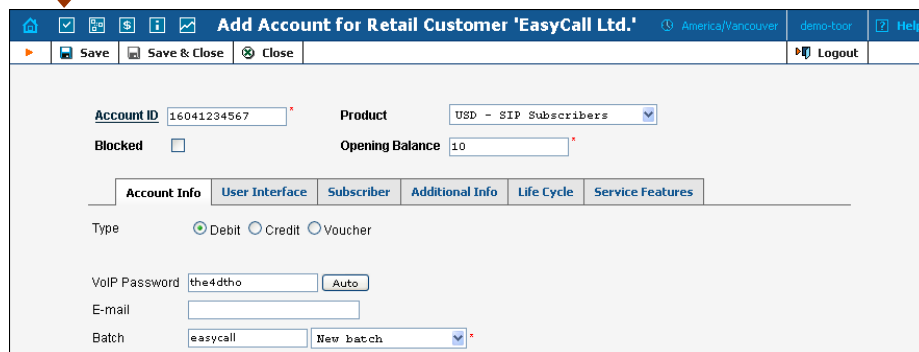 Add Account for Retail Customer 'EasyCall Ltd.' America/Vancouver demo-toor ? Help
Save Save & Close Close Logout
Account ID 16041234567 * Product USD - SIP Subscribers
Blocked Opening Balance 10 *
Account Info User Interface Subscriber Additional Info Life Cycle Service Features
Type Debit Credit Voucher
VoIP Password the4dtho Auto
E-mail
Batch easycall New batch *